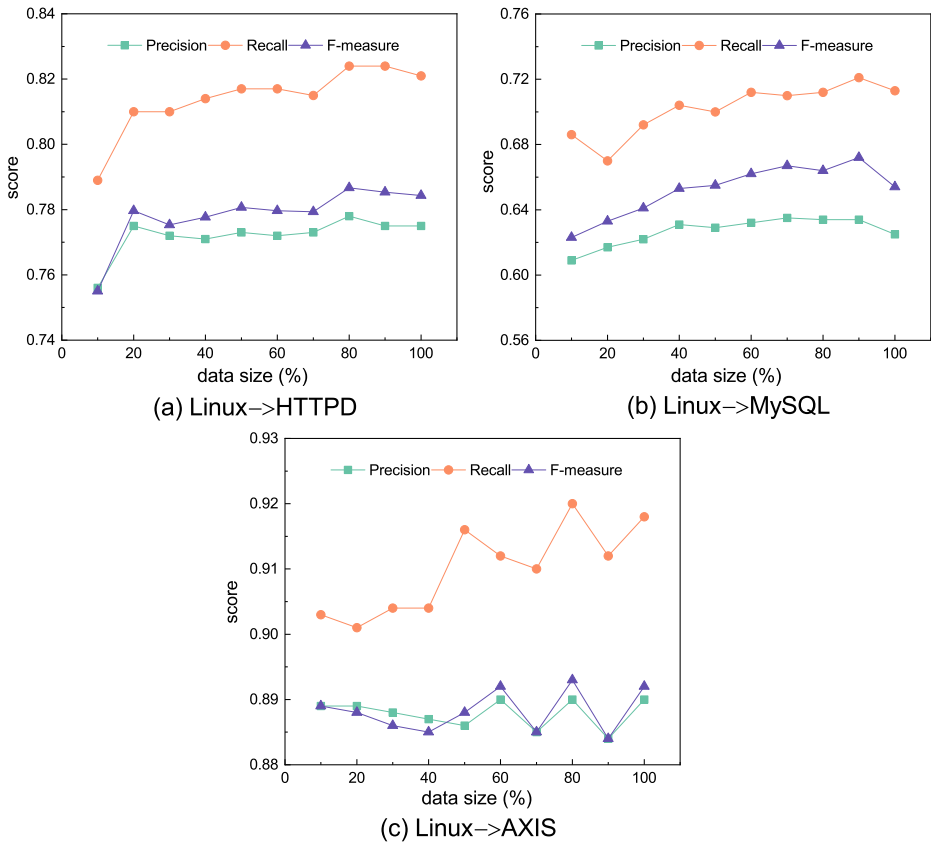 0.84
0.82
0.80
0.78
0.76
0.74
score
Precision Recall F-measure
0 20 40 60 80 100
data size (%)
(a) Linux->HTTPD
0.76
0.72
0.68
0.64
0.60
0.56
score
Precision Recall F-measure
0 20 40 60 80 100
data size (%)
(b) Linux->MySQL
0.93
0.92
0.91
0.90
0.89
0.88
score
Precision Recall F-measure
0 20 40 60 80 100
data size (%)
(c) Linux->AXIS